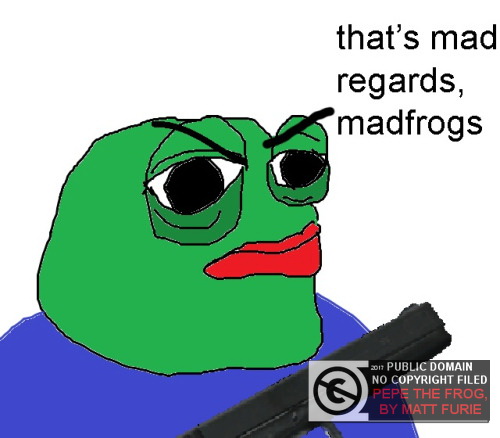 that's mad
regards,
madfrogs
2017 PUBLIC DOMAIN
NO COPYRIGHT FILED
PEPE THE FROG,
BY MATT FURIE